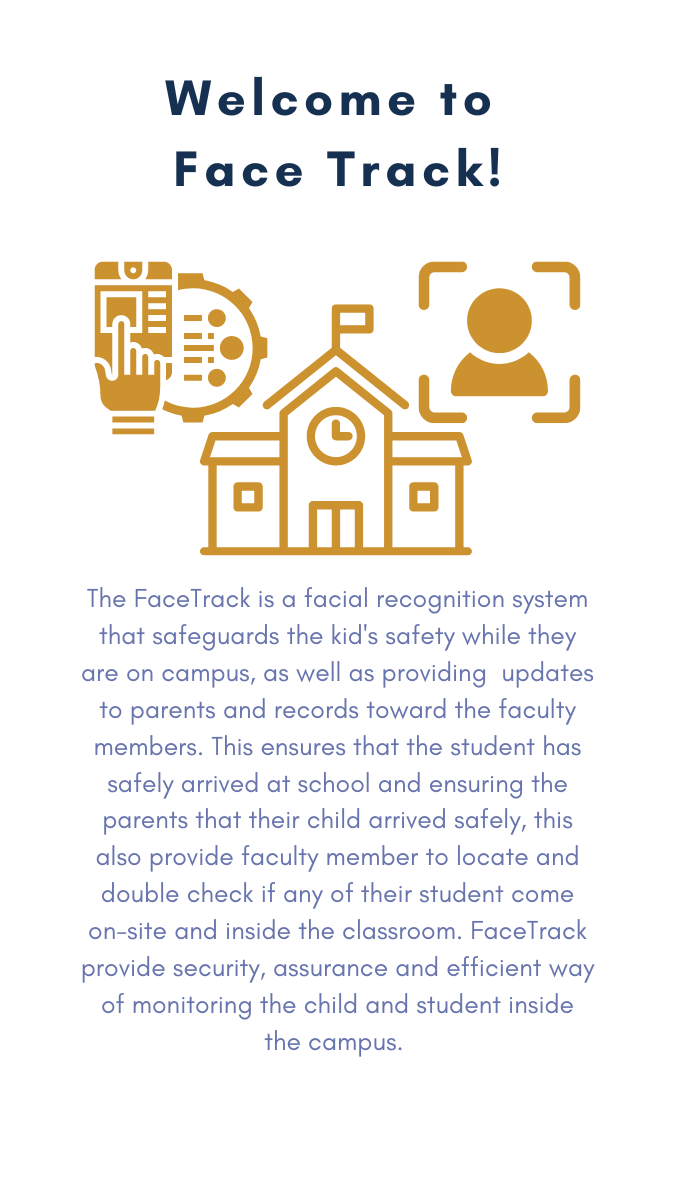 Welcome to
Face Track!
The FaceTrack is a facial recognition system
that safeguards the kid's safety while they
are on campus, as well as providing  updates
to parents and records toward the faculty
members. This ensures that the student has
safely arrived at school and ensuring the
parents that their child arrived safely, this
also provide faculty member to locate and
double check if any of their student come
on-site and inside the classroom. FaceTrack
provide security, assurance and efficient way
of monitoring the child and student inside
the campus.